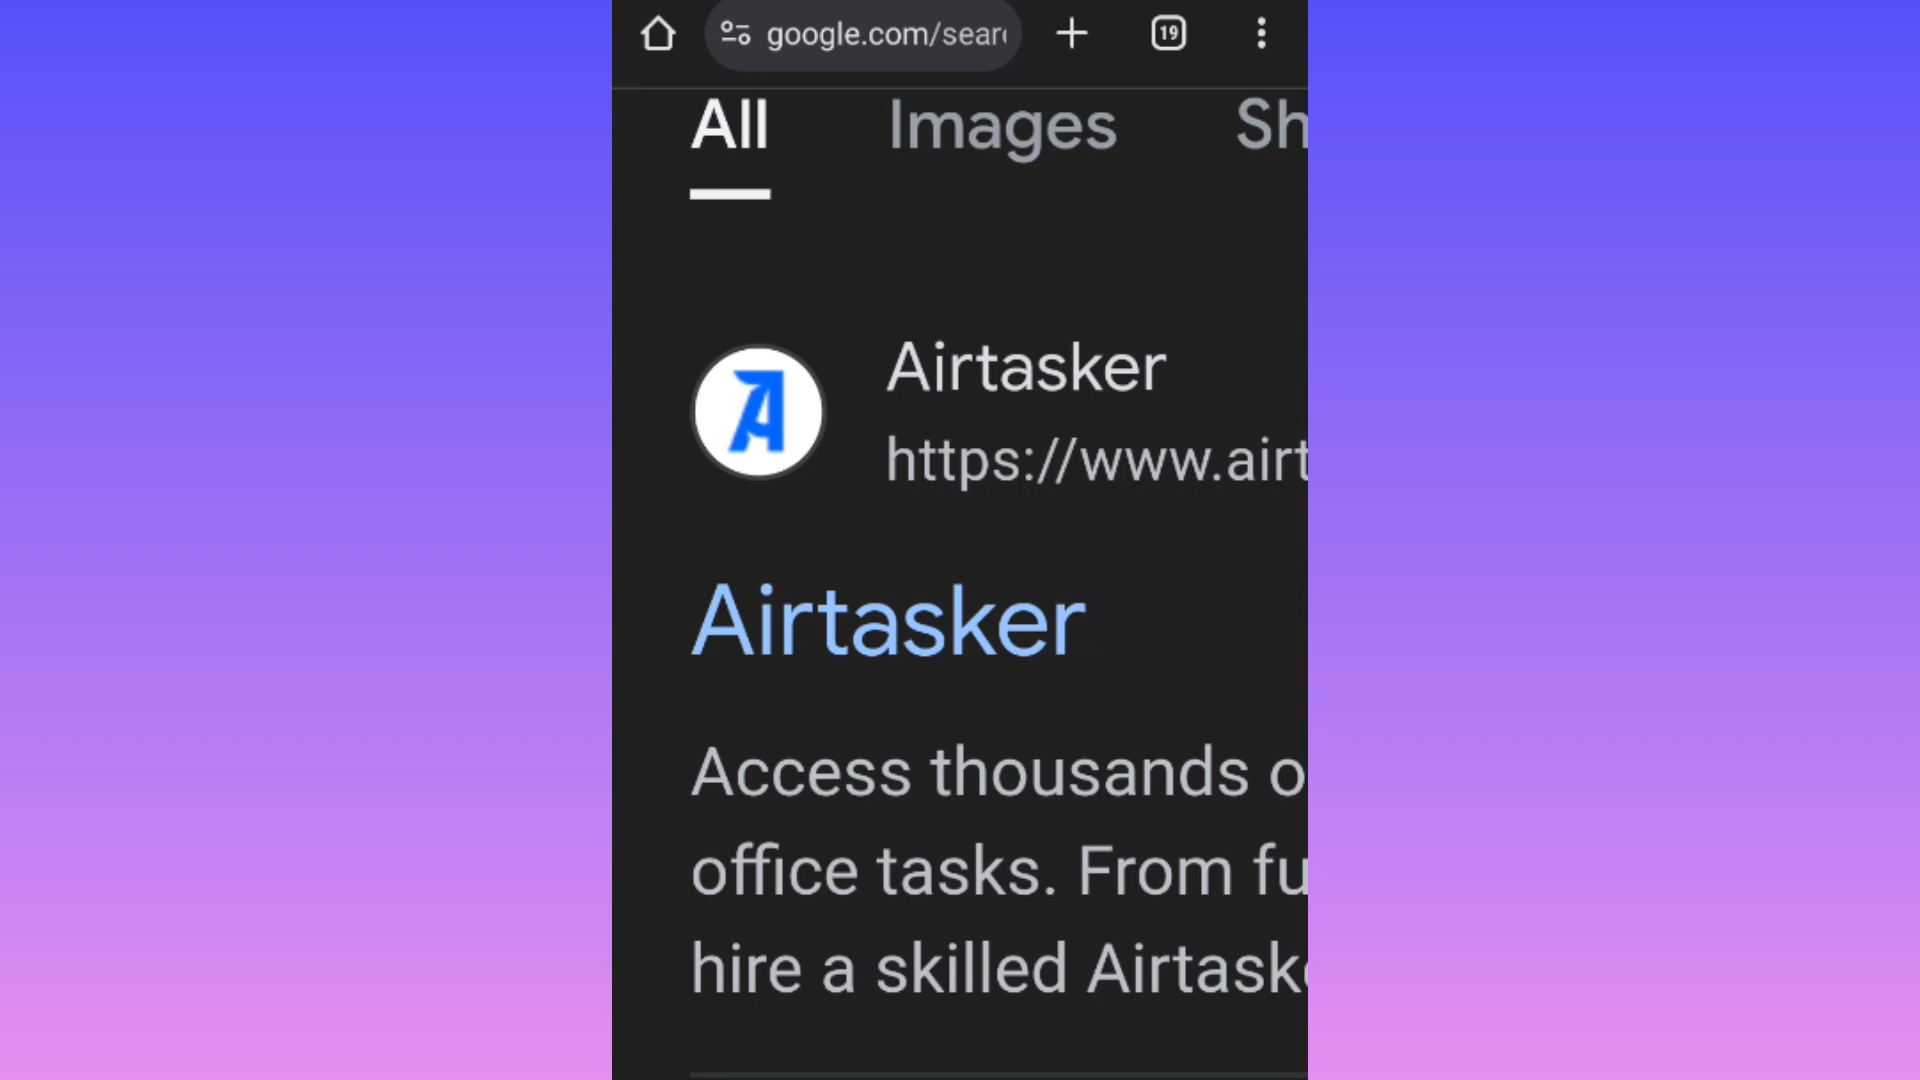 google.com/sear
19
All Images Sh
Airtasker
https://www.airt
Airtasker
Access thousands o
office tasks. From fu
hire a skilled Airtask